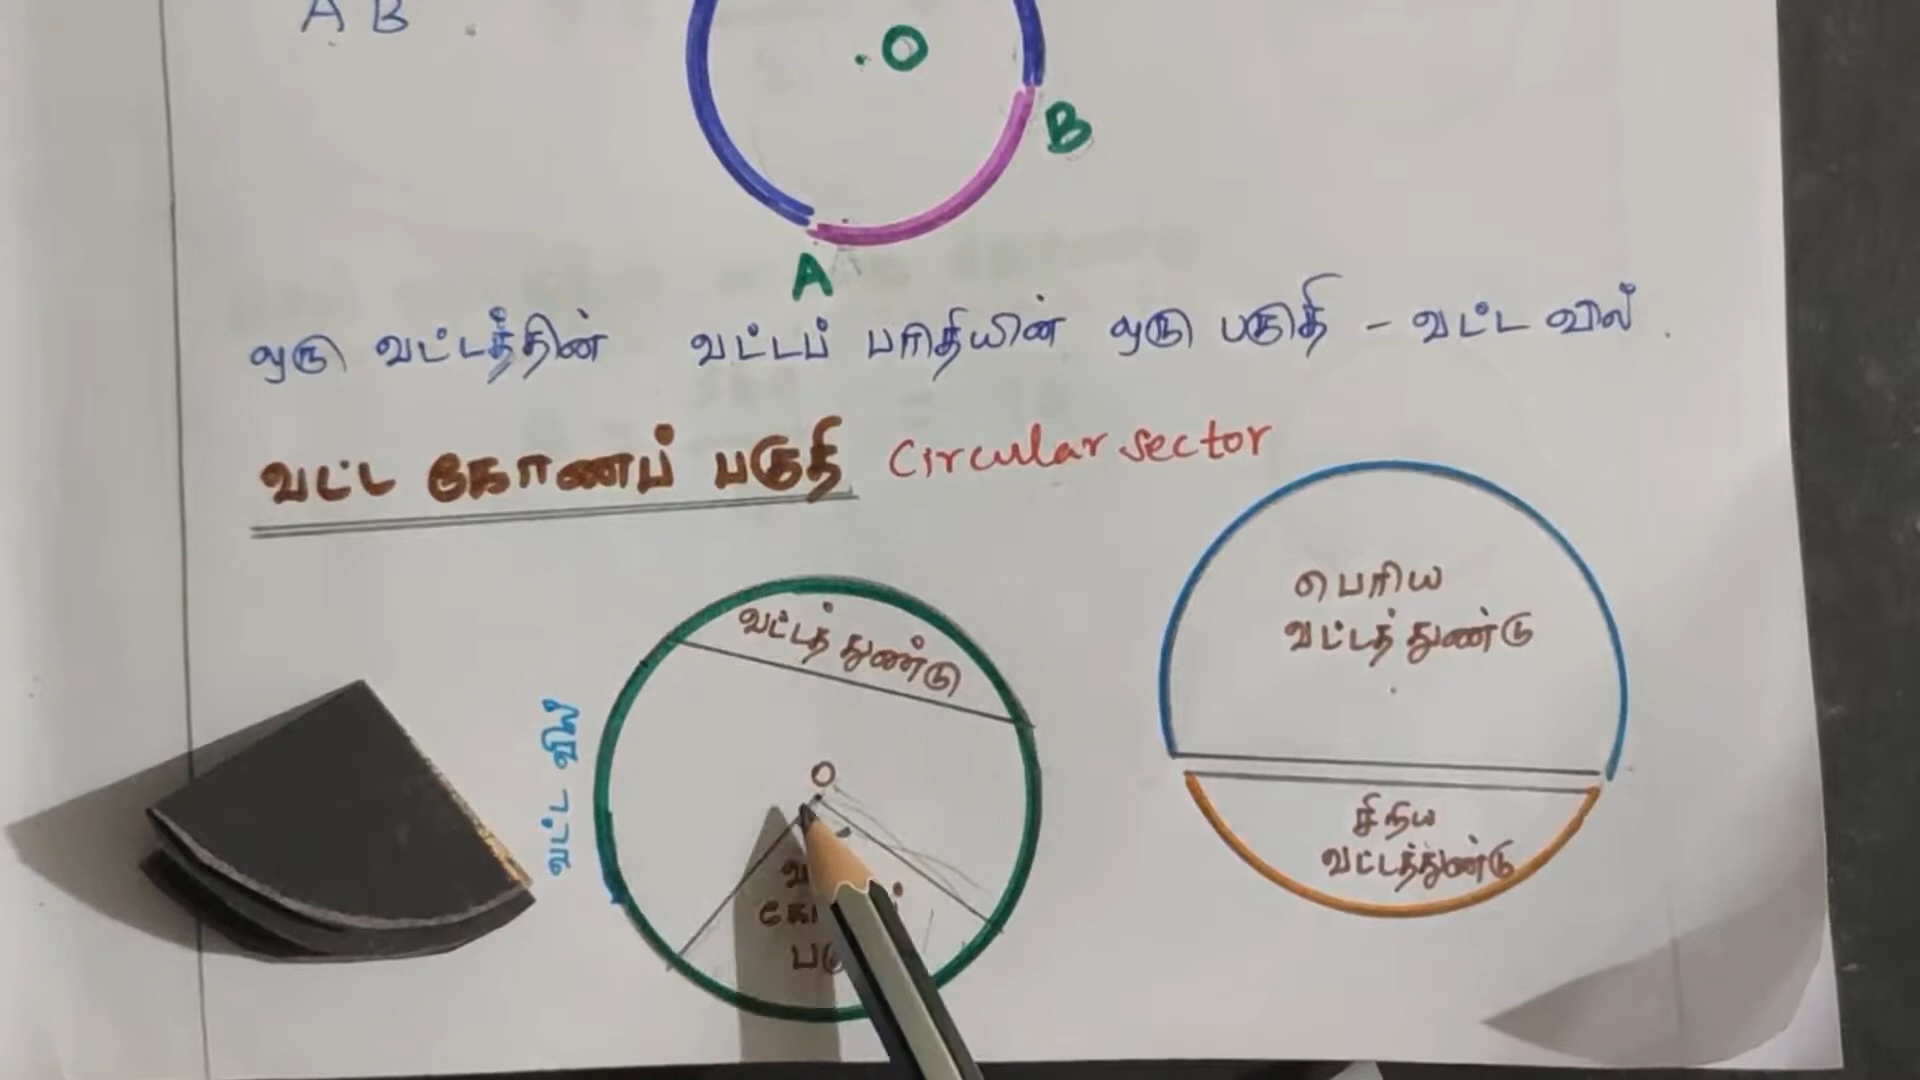 A B
O
B
A
ஒரு வட்டத்தின் வட்டப் பரிதியின் ஒரு பகுதி - வட்ட வில்.
வட்ட கோணப் பகுதி Circular sector
வட்டத் துண்டு
வட்ட வில்
O
பெரிய
வட்டத் துண்டு
சிறிய
வட்டத்துண்டு